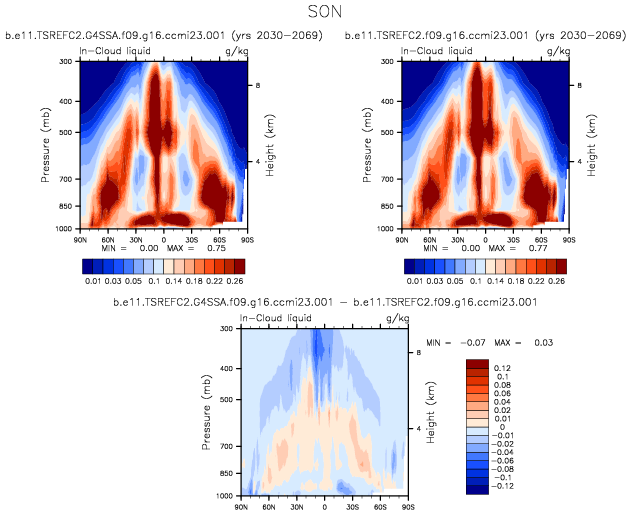 SON
b.e11.TSREFC2.G4SSA.f09.g16.ccmi23.001 (yrs 2030-2069)
b.e11.TSREFC2.f09.g16.ccmi23.001 (yrs 2030-2069)
In-Cloud liquid g/kg
In-Cloud liquid g/kg
300
400
500
700
850
1000
Pressure (mb)
8
4
Height (km)
90N 60N 30N 0 30S 60S 90S
MIN = 0.00 MAX = 0.75
0.01 0.03 0.05 0.1 0.14 0.18 0.22 0.26
300
400
500
700
850
1000
Pressure (mb)
8
4
Height (km)
90N 60N 30N 0 30S 60S 90S
MIN = 0.00 MAX = 0.77
0.01 0.03 0.05 0.1 0.14 0.18 0.22 0.26
b.e11.TSREFC2.G4SSA.f09.g16.ccmi23.001 - b.e11.TSREFC2.f09.g16.ccmi23.001
In-Cloud liquid g/kg
300
400
500
700
850
1000
Pressure (mb)
8
4
Height (km)
90N 60N 30N 0 30S 60S 90S
MIN = -0.07 MAX = 0.03
0.12
0.1
0.08
0.06
0.04
0.02
0.01
0
-0.01
-0.02
-0.04
-0.06
-0.08
-0.1
-0.12